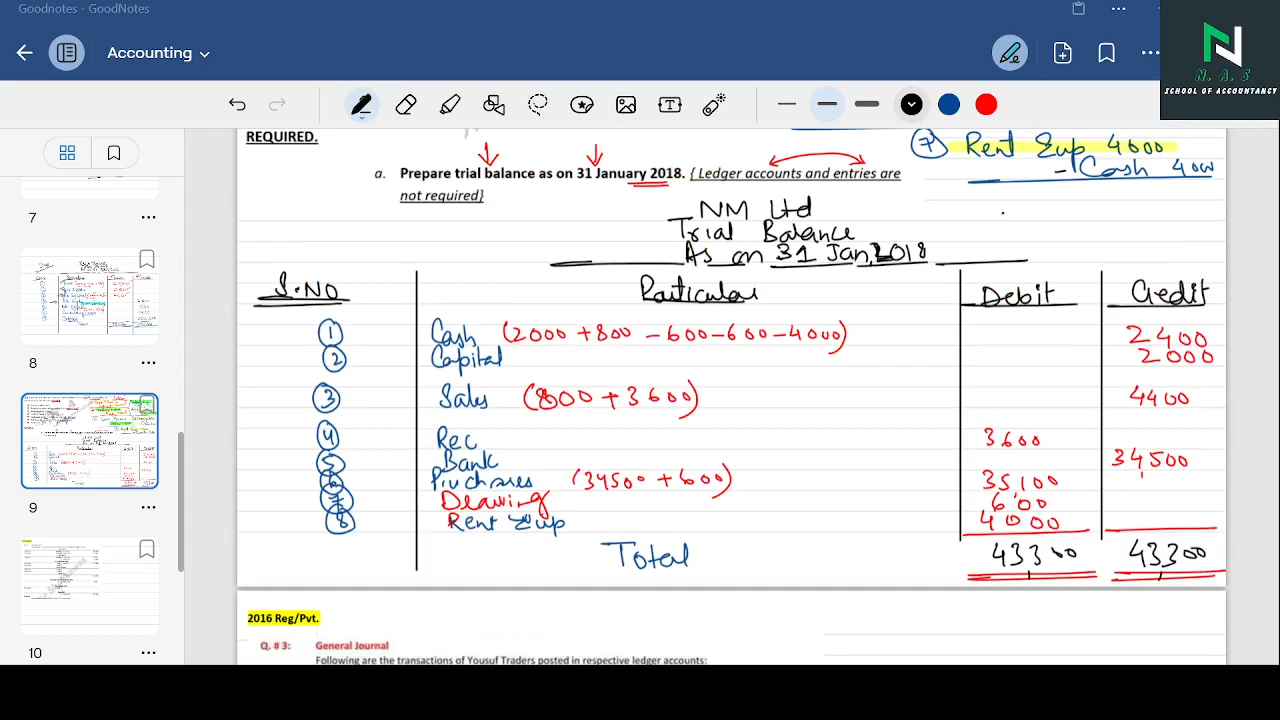 Goodnotes - GoodNotes
Accounting
N. A. S
SCHOOL OF ACCOUNTANCY
REQUIRED.
7 Rent Exp 4000
Cash 4000
a. Prepare trial balance as on 31 January 2018. { Ledger accounts and entries are
not required}
NM Ltd
Trial Balance
As on 31 Jan, 2018
S.NO Particular Debit Credit
1 Cash (2000 + 800 - 600 - 600 - 4000) 2400
2 Capital 2000
3 Sales (800 + 3600) 4400
4 Rec 3600
5 Bank 34,500
6 Purchases (34500 + 600) 35,100
7 Drawing 600
8 Rent Exp 4000
Total 43300 43300
2016 Reg/Pvt.
Q. # 3: General Journal
Following are the transactions of Yousuf Traders posted in respective ledger accounts:
7
8
9
10